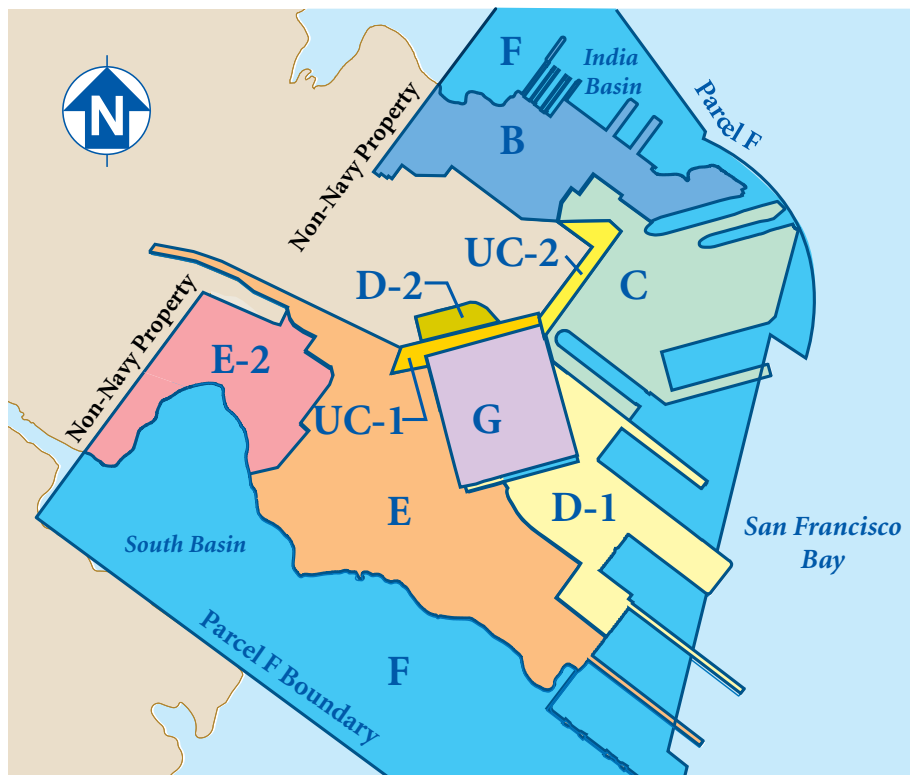 F
India
Basin
Parcel F
N
B
Non-Navy Property
UC-2
D-2
C
Non-Navy Property
E-2
UC-1
G
E
D-1
San Francisco
Bay
South Basin
Parcel F Boundary
F